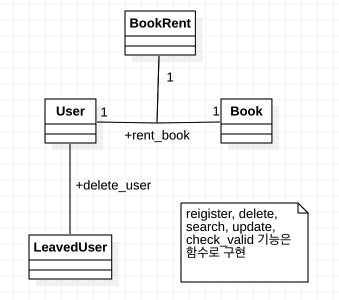 BookRent
1
User
1
1
Book
+rent_book
+delete_user
LeavedUser
reigister, delete,
search, update,
check_valid 기능은
함수로 구현